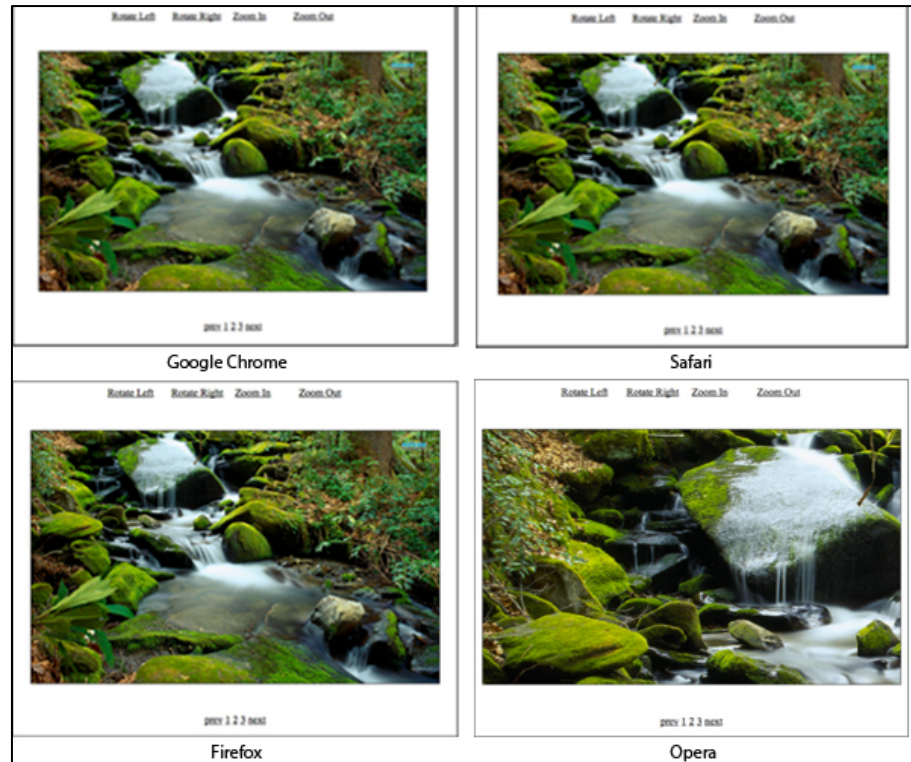 Rotate Left Rotate Right Zoom In Zoom Out
prev 1 2 3 next
Google Chrome
Rotate Left Rotate Right Zoom In Zoom Out
prev 1 2 3 next
Safari
Rotate Left Rotate Right Zoom In Zoom Out
prev 1 2 3 next
Firefox
Rotate Left Rotate Right Zoom In Zoom Out
prev 1 2 3 next
Opera